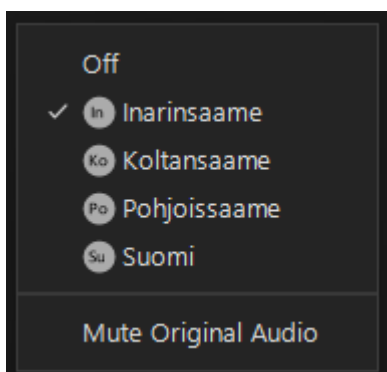 Off
In Inarinsaame
Ko Koltansaame
Po Pohjoissaame
Su Suomi
Mute Original Audio